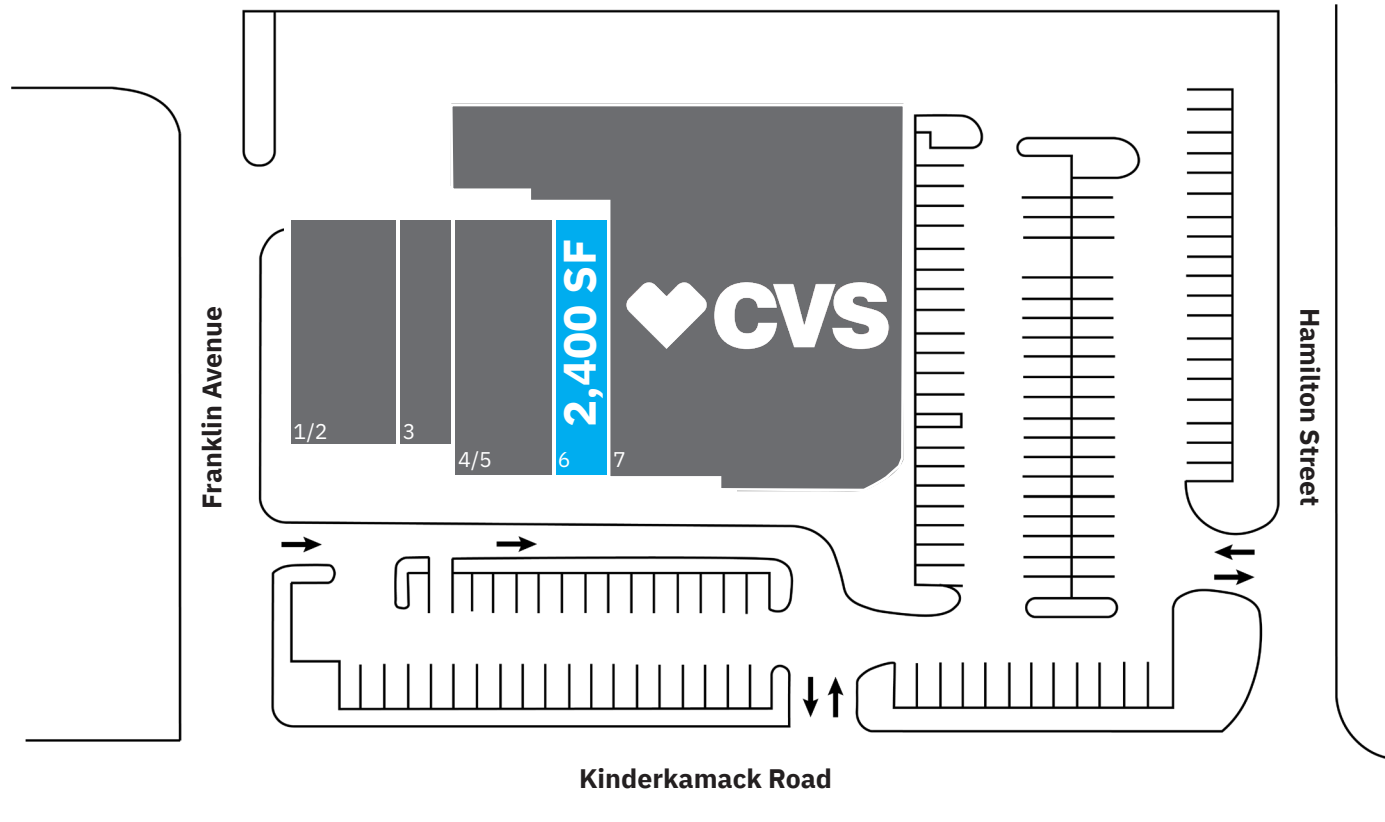 Franklin Avenue
1/2
3
4/5
6
2,400 SF
7
CVS
Hamilton Street
Kinderkamack Road